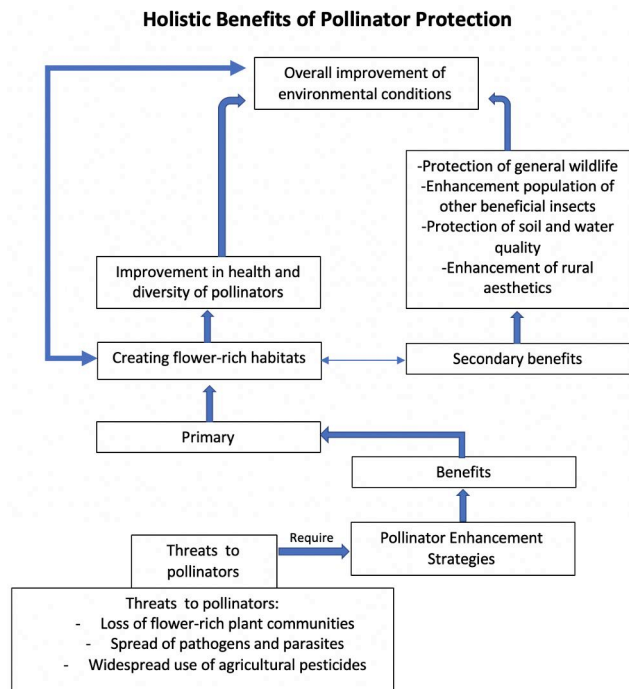 Holistic Benefits of Pollinator Protection
Overall improvement of
environmental conditions
-Protection of general wildlife
-Enhancement population of
other beneficial insects
-Protection of soil and water
quality
-Enhancement of rural
aesthetics
Improvement in health and
diversity of pollinators
Creating flower-rich habitats
Secondary benefits
Primary
Benefits
Require
Pollinator Enhancement
Strategies
Threats to
pollinators
Threats to pollinators:
- Loss of flower-rich plant communities
- Spread of pathogens and parasites
- Widespread use of agricultural pesticides